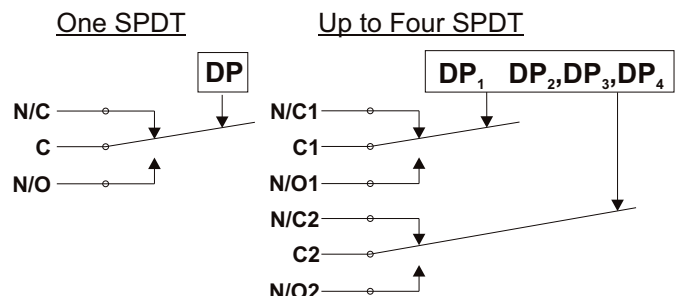 One SPDT
Up to Four SPDT
DP
DP₁ DP₂,DP₃,DP₄
N/C
C
N/O
N/C1
C1
N/O1
N/C2
C2
N/O2